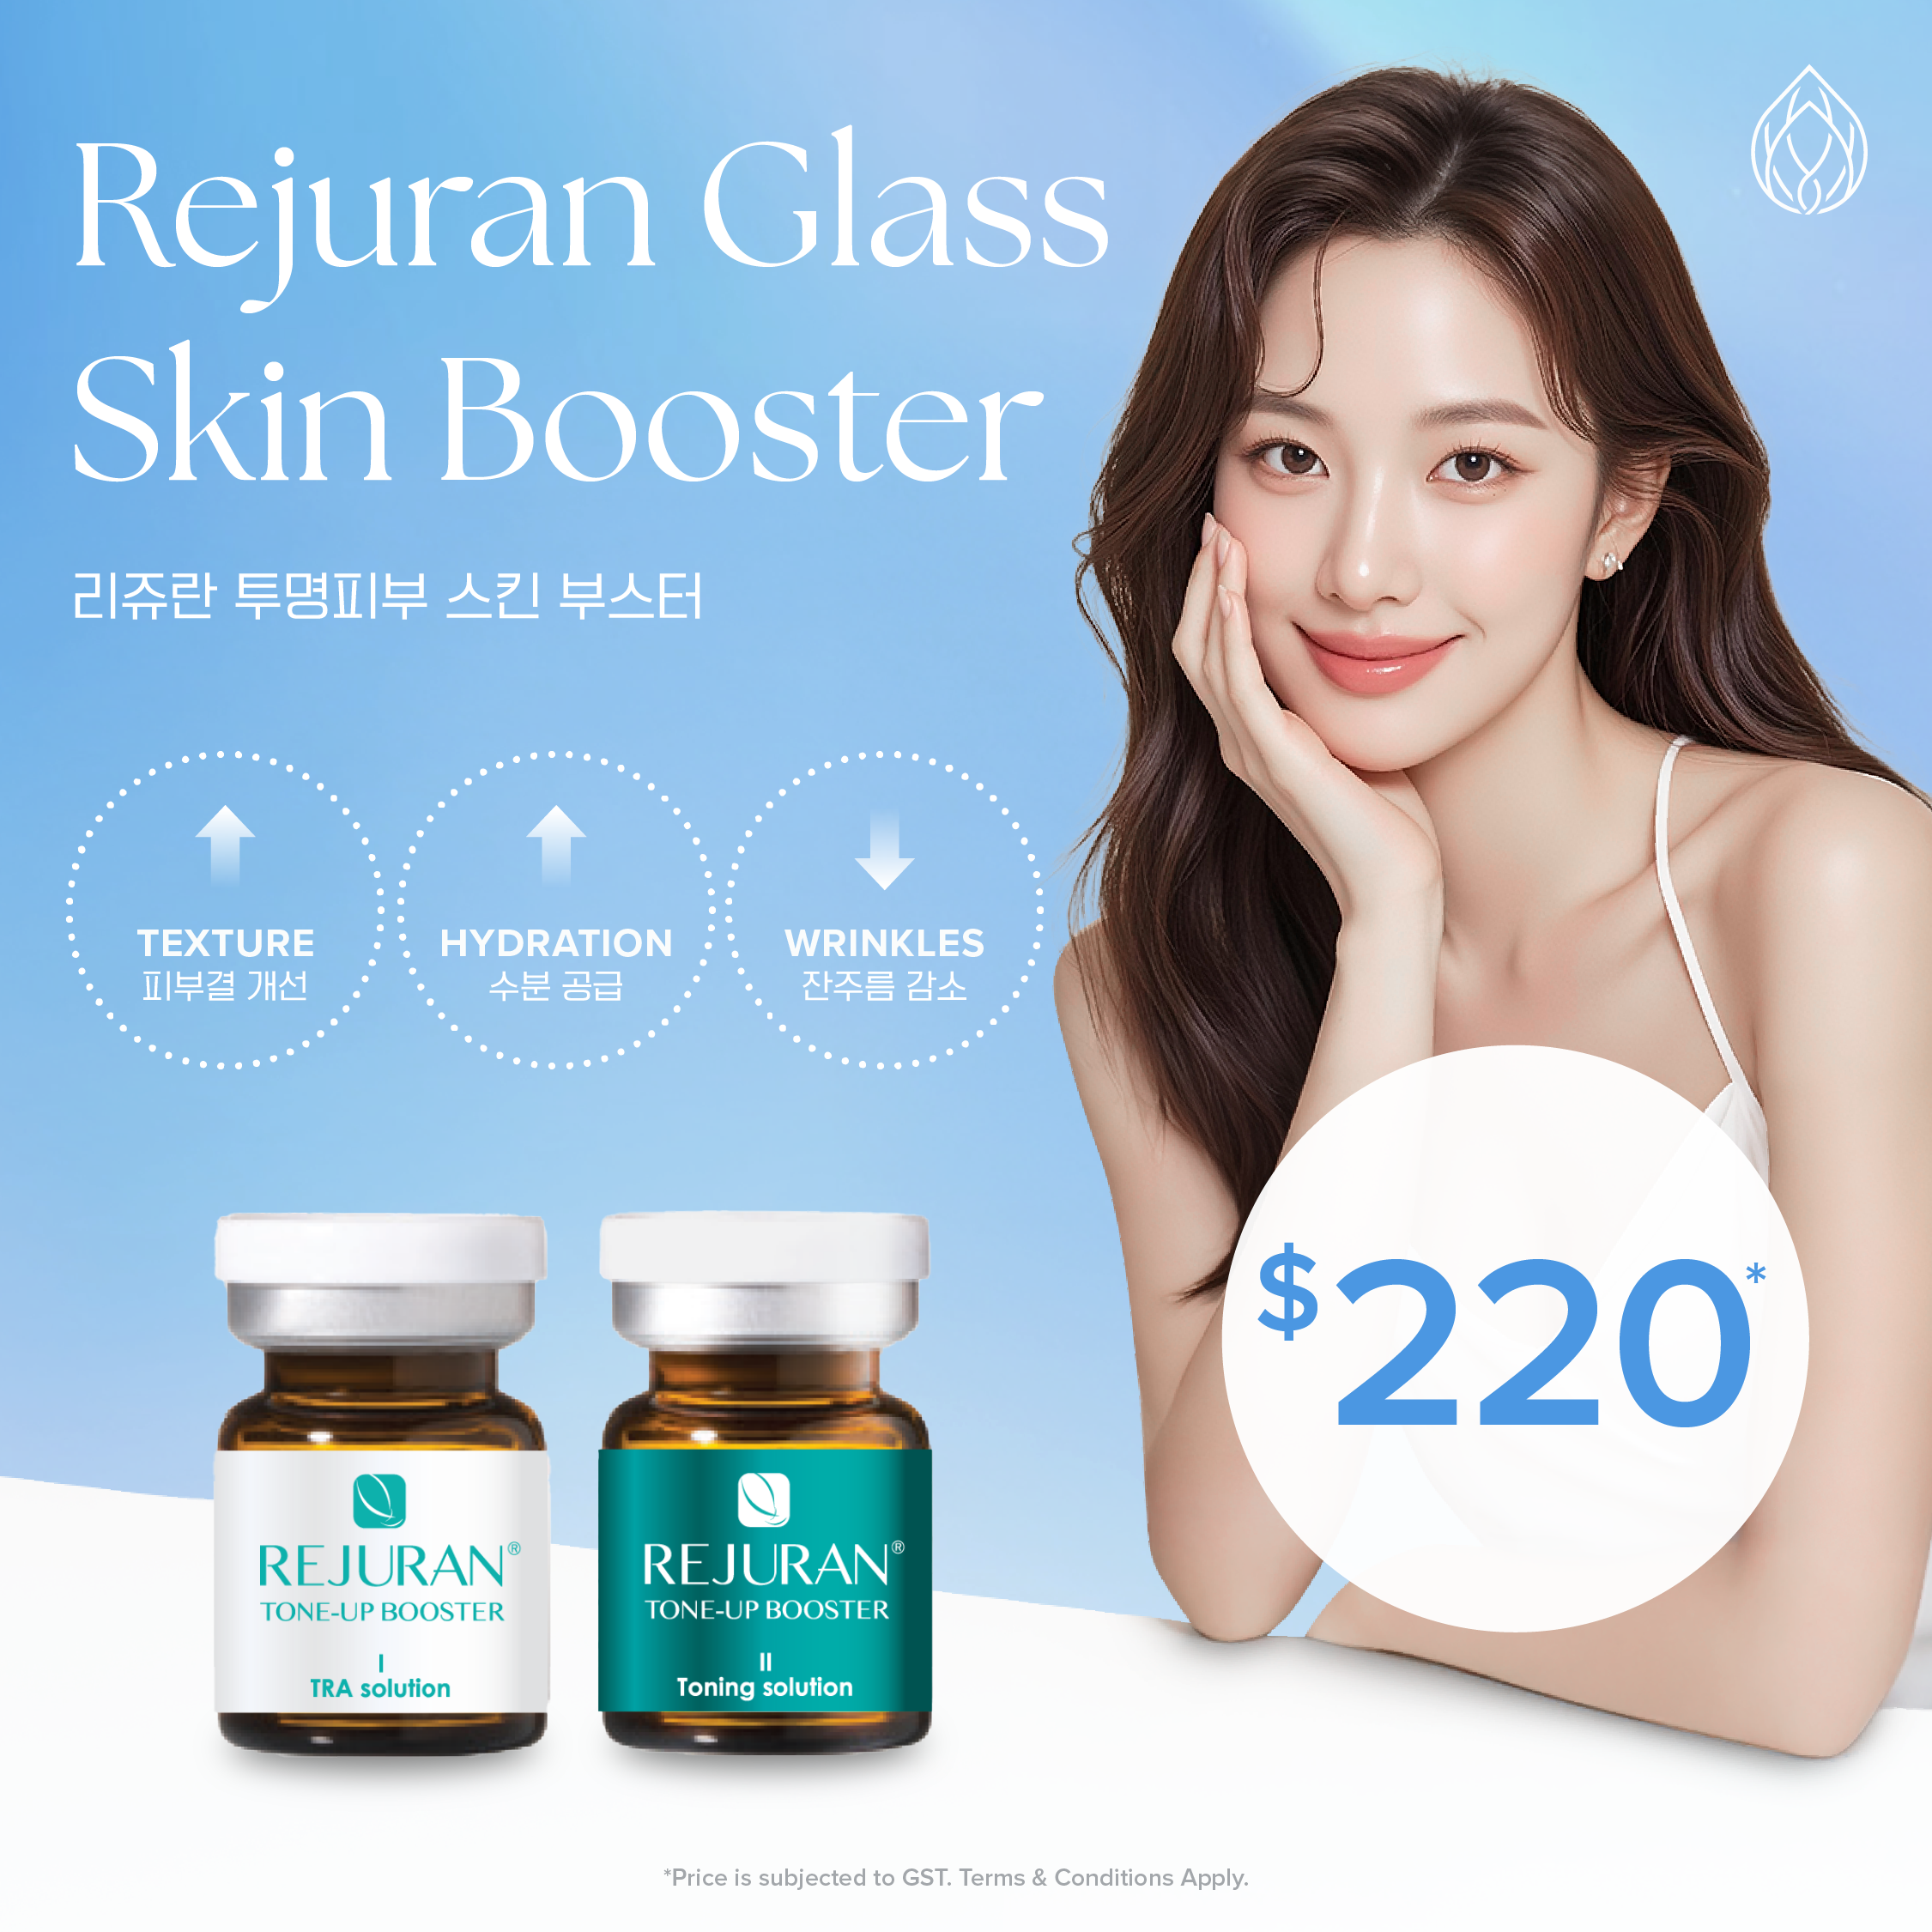 Rejuran Glass
Skin Booster
리쥬란 투명피부 스킨 부스터
TEXTURE
피부결 개선
HYDRATION
수분 공급
WRINKLES
잔주름 감소
$220*
REJURAN®
TONE-UP BOOSTER
I
TRA solution
REJURAN®
TONE-UP BOOSTER
II
Toning solution
*Price is subjected to GST. Terms & Conditions Apply.